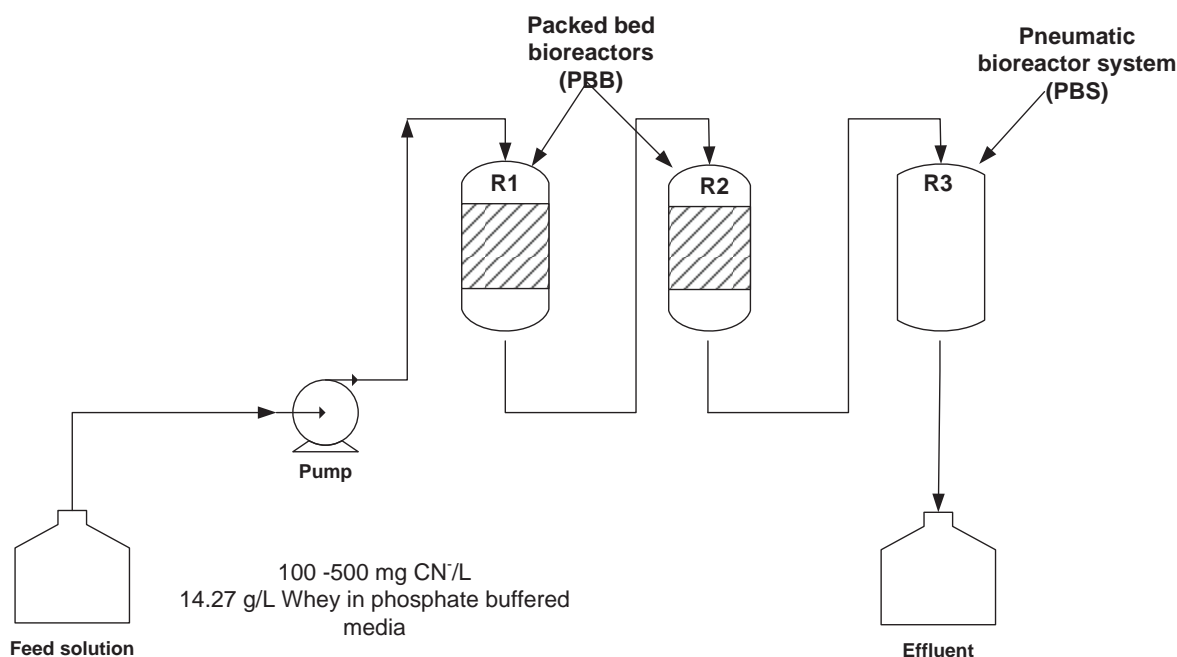 Packed bed
bioreactors
(PBB)
Pneumatic
bioreactor system
(PBS)
R1
R2
R3
Pump
100 -500 mg CN⁻/L
14.27 g/L Whey in phosphate buffered
media
Feed solution
Effluent